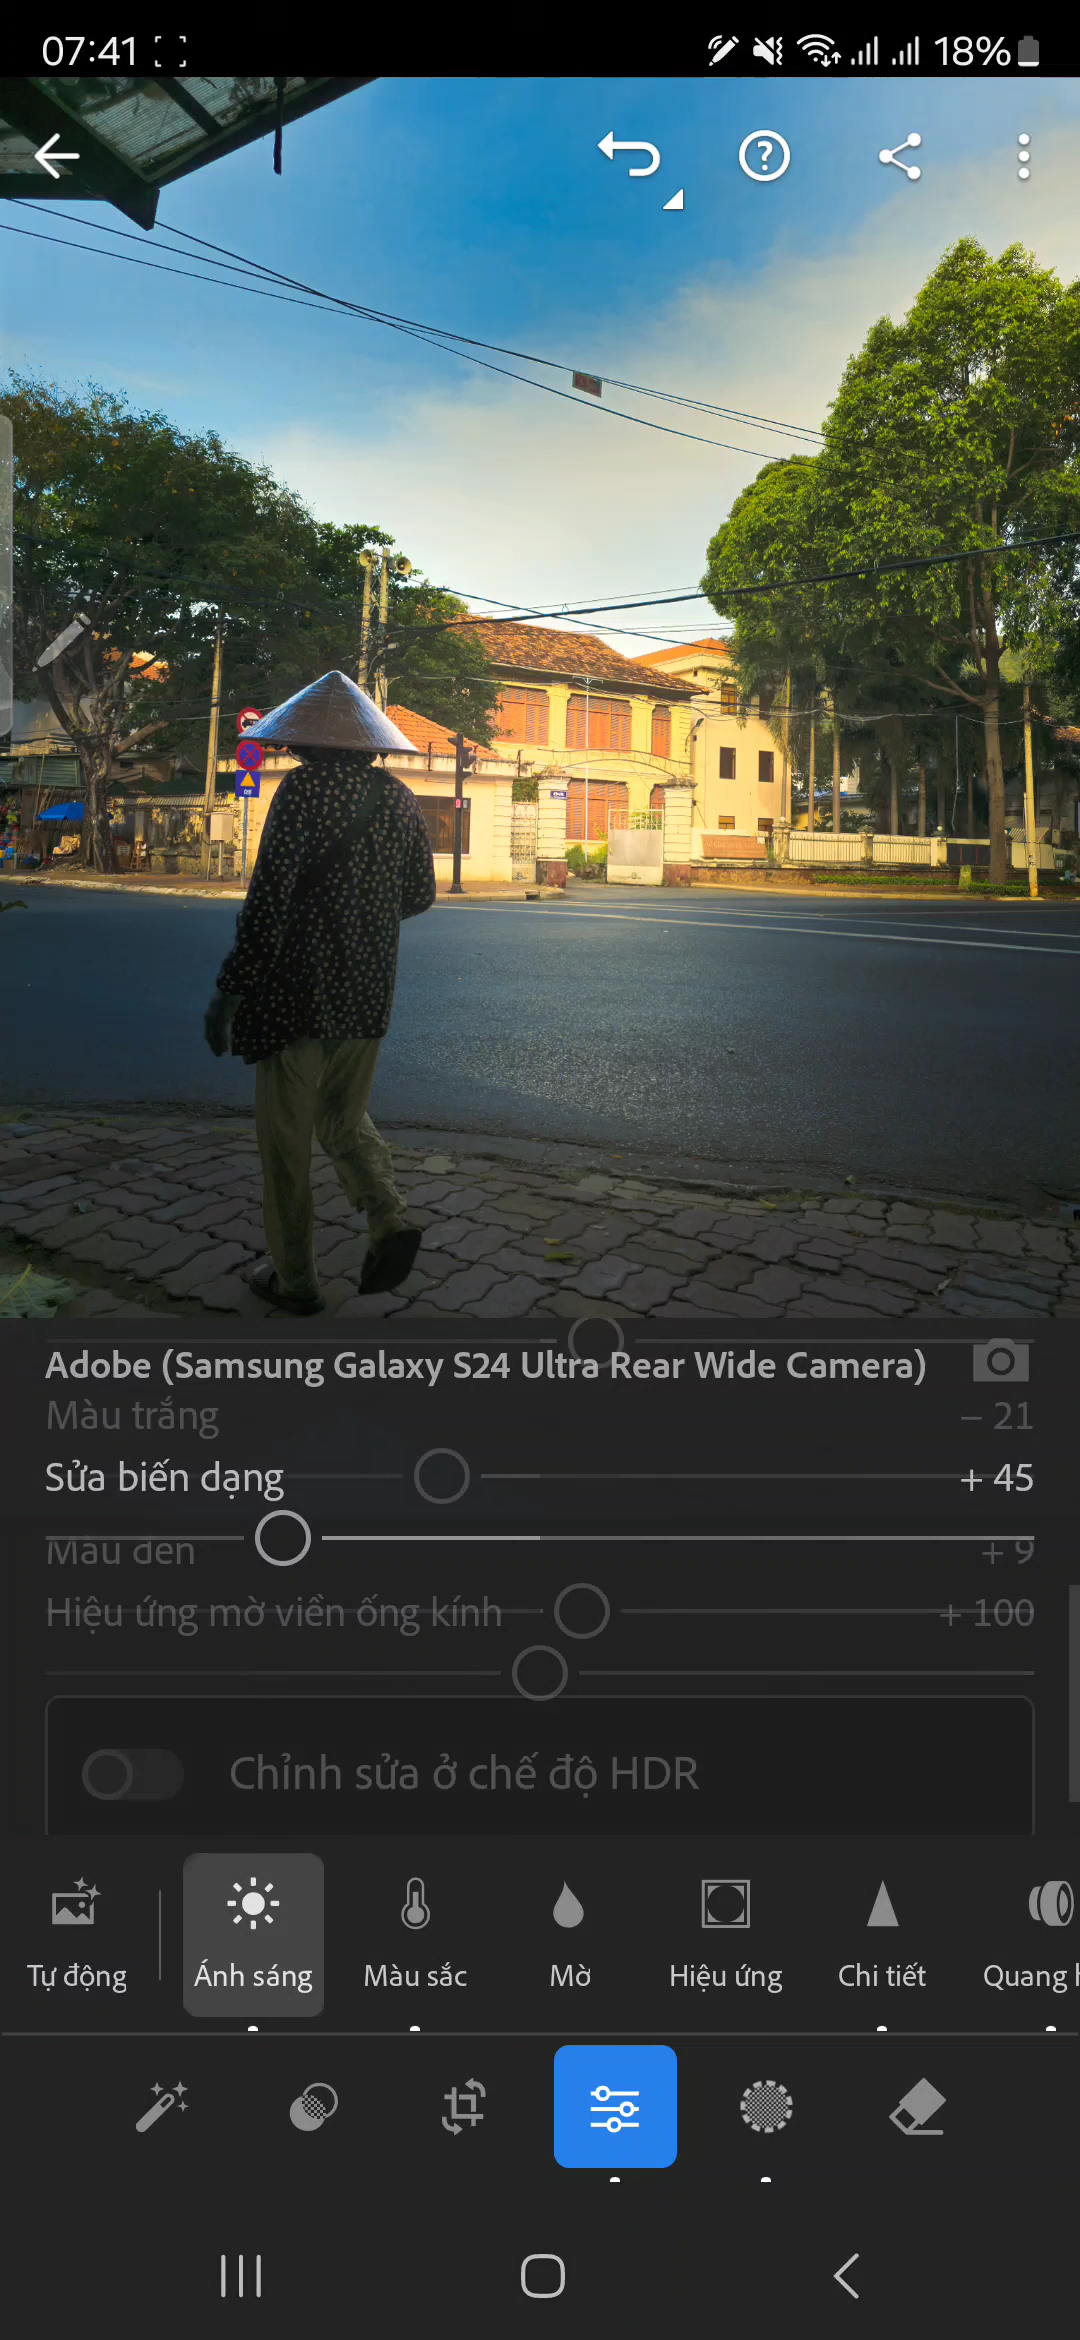 07:41
18%
Adobe (Samsung Galaxy S24 Ultra Rear Wide Camera)
Màu trắng – 21
Sửa biến dạng + 45
Màu đen + 9
Hiệu ứng mờ viền ống kính + 100
Chỉnh sửa ở chế độ HDR
Tự động
Ánh sáng
Màu sắc
Mờ
Hiệu ứng
Chi tiết
Quang h